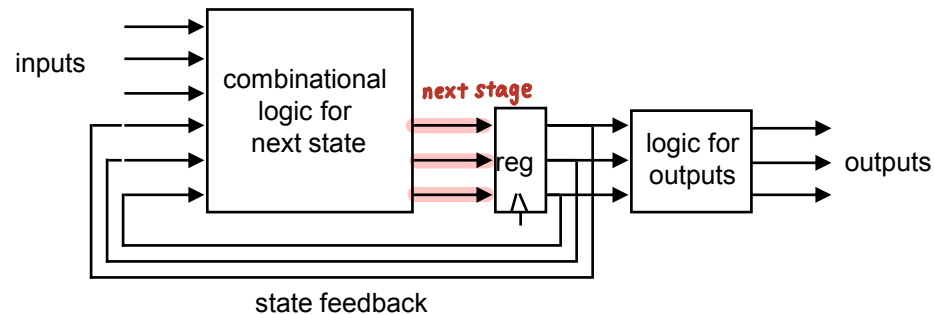 inputs
combinational
logic for
next state
next stage
reg
logic for
outputs
outputs
state feedback